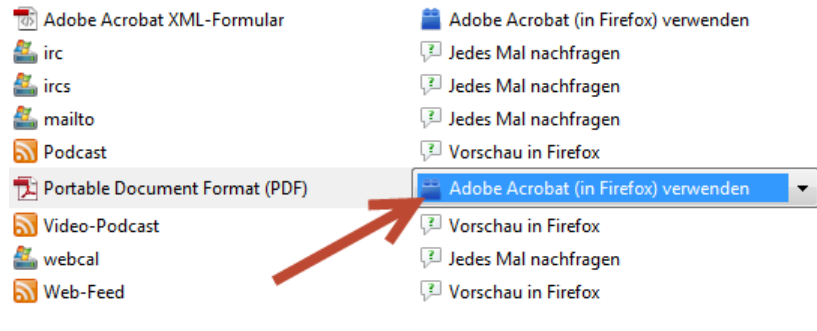 Adobe Acrobat XML-Formular Adobe Acrobat (in Firefox) verwenden
irc Jedes Mal nachfragen
ircs Jedes Mal nachfragen
mailto Jedes Mal nachfragen
Podcast Vorschau in Firefox
Portable Document Format (PDF) Adobe Acrobat (in Firefox) verwenden
Video-Podcast Vorschau in Firefox
webcal Jedes Mal nachfragen
Web-Feed Vorschau in Firefox